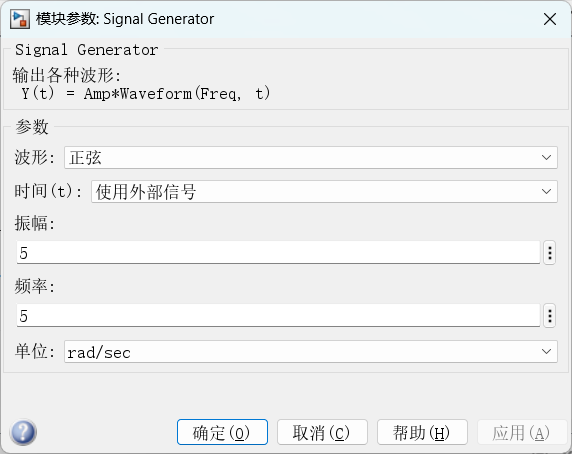 模块参数: Signal Generator
Signal Generator
输出各种波形:
Y(t) = Amp*Waveform(Freq, t)
参数
波形: 正弦
时间(t): 使用外部信号
振幅:
5
频率:
5
单位: rad/sec
确定(O) 取消(C) 帮助(H) 应用(A)